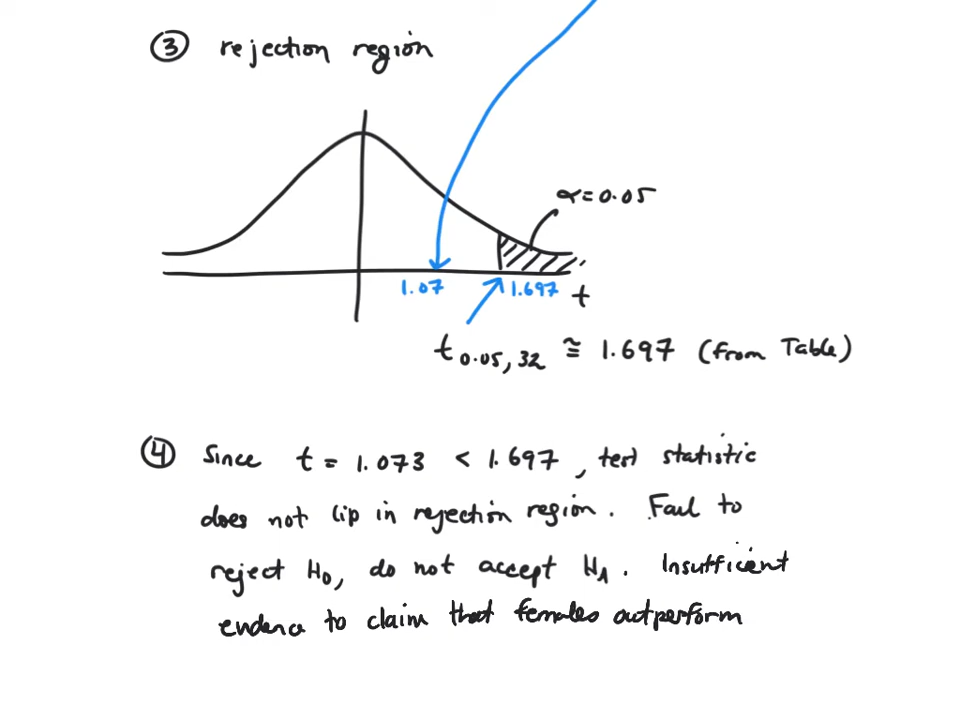 ③ rejection region
α=0.05
1.07 1.697 t
t0.05, 32 ≅ 1.697 (from Table)
④ Since t = 1.073 < 1.697, test statistic
does not lip in rejection region. Fail to
reject H0, do not accept HA. Insufficient
evidence to claim that females outperform